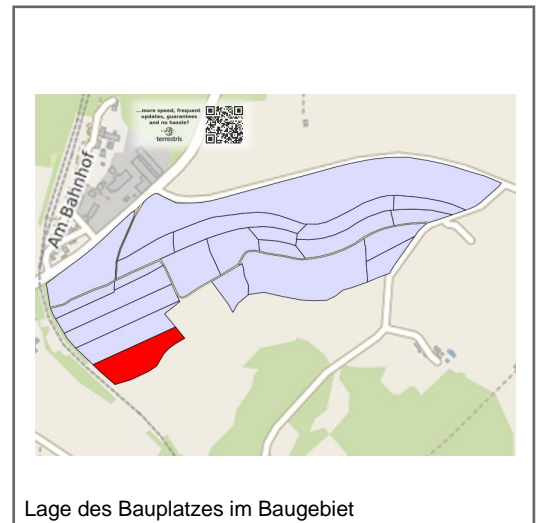 ...more speed, frequent
updates, guarantees
and no hassle?
terrestris
Am Bahnhof
Lage des Bauplatzes im Baugebiet